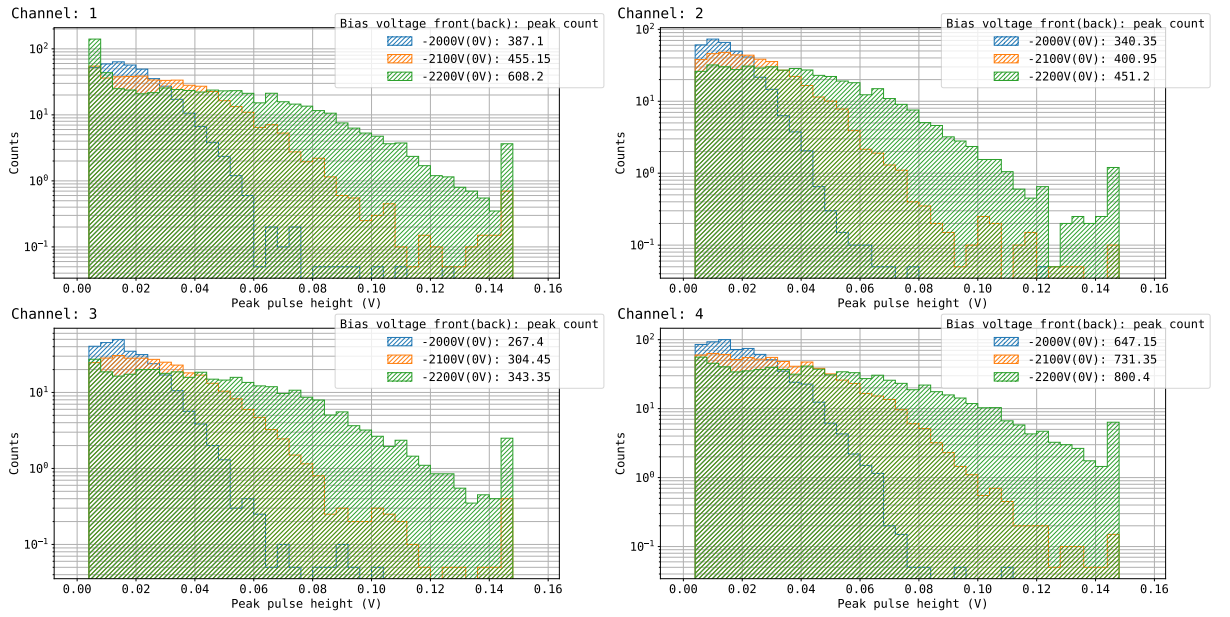 Channel: 1
Bias voltage front(back): peak count
-2000V(0V): 387.1
-2100V(0V): 455.15
-2200V(0V): 608.2
Counts
10²
10¹
10⁰
10⁻¹
0.00 0.02 0.04 0.06 0.08 0.10 0.12 0.14 0.16
Peak pulse height (V)
Channel: 2
Bias voltage front(back): peak count
-2000V(0V): 340.35
-2100V(0V): 400.95
-2200V(0V): 451.2
Counts
10²
10¹
10⁰
10⁻¹
0.00 0.02 0.04 0.06 0.08 0.10 0.12 0.14 0.16
Peak pulse height (V)
Channel: 3
Bias voltage front(back): peak count
-2000V(0V): 267.4
-2100V(0V): 304.45
-2200V(0V): 343.35
Counts
10¹
10⁰
10⁻¹
0.00 0.02 0.04 0.06 0.08 0.10 0.12 0.14 0.16
Peak pulse height (V)
Channel: 4
Bias voltage front(back): peak count
-2000V(0V): 647.15
-2100V(0V): 731.35
-2200V(0V): 800.4
Counts
10²
10¹
10⁰
10⁻¹
0.00 0.02 0.04 0.06 0.08 0.10 0.12 0.14 0.16
Peak pulse height (V)